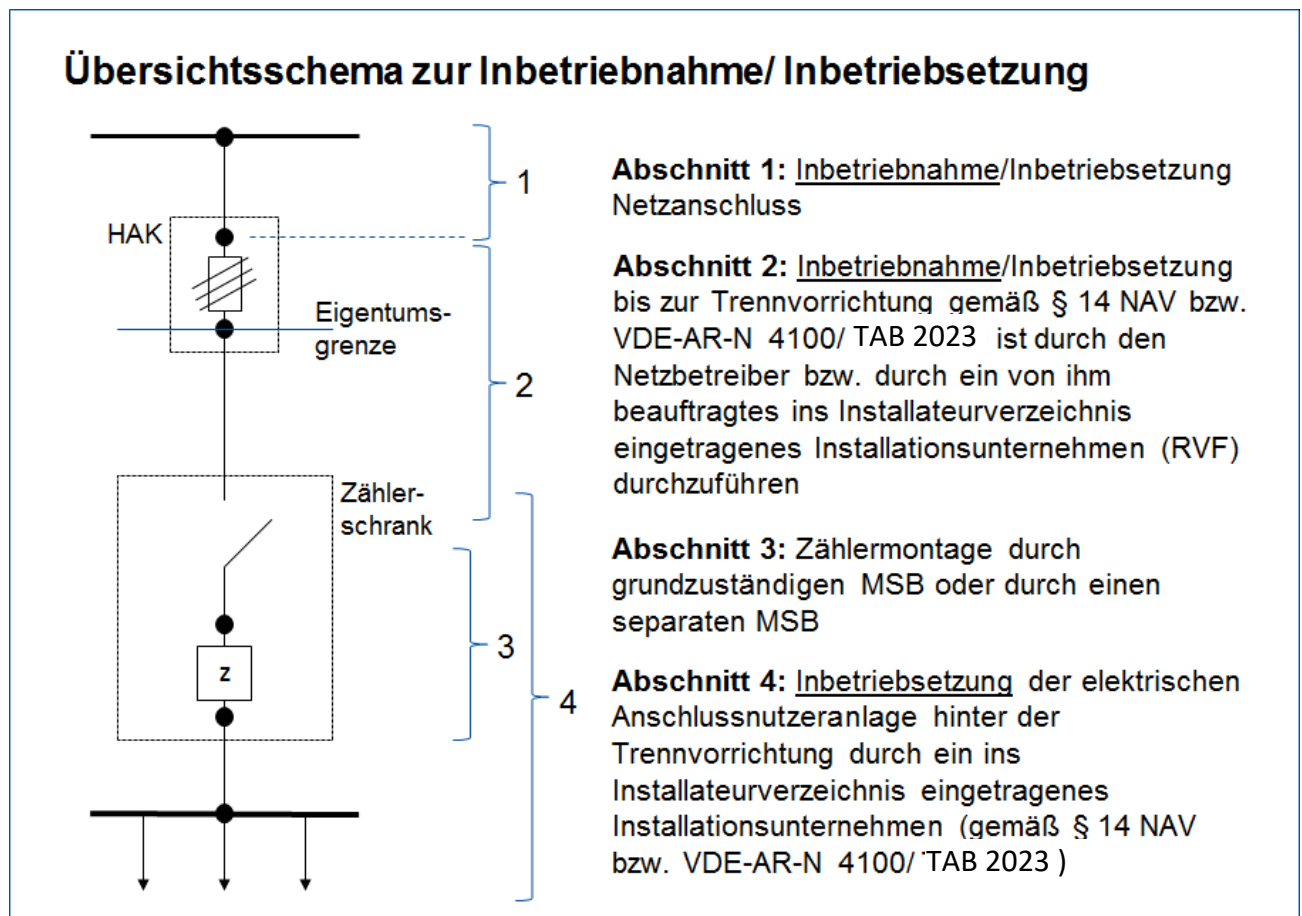 Übersichtsschema zur Inbetriebnahme/ Inbetriebsetzung
HAK
Eigentums-
grenze
Zähler-
schrank
z
1
2
3
4
Abschnitt 1: Inbetriebnahme/Inbetriebsetzung
Netzanschluss
Abschnitt 2: Inbetriebnahme/Inbetriebsetzung
bis zur Trennvorrichtung gemäß § 14 NAV bzw.
VDE-AR-N 4100/ TAB 2023 ist durch den
Netzbetreiber bzw. durch ein von ihm
beauftragtes ins Installateurverzeichnis
eingetragenes Installationsunternehmen (RVF)
durchzuführen
Abschnitt 3: Zählermontage durch
grundzuständigen MSB oder durch einen
separaten MSB
Abschnitt 4: Inbetriebsetzung der elektrischen
Anschlussnutzeranlage hinter der
Trennvorrichtung durch ein ins
Installateurverzeichnis eingetragenes
Installationsunternehmen (gemäß § 14 NAV
bzw. VDE-AR-N 4100/ TAB 2023 )